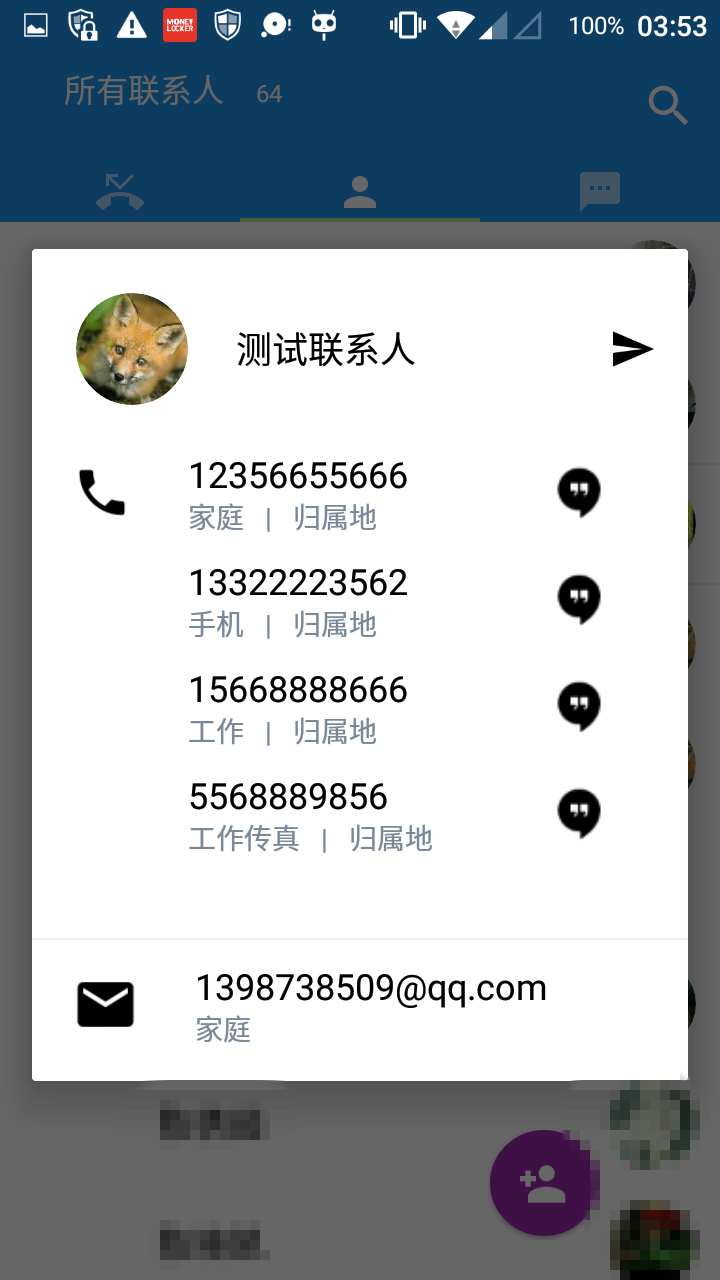 100% 03:53
MONEY LOCKER
所有联系人 64
测试联系人
12356655666
家庭 | 归属地
13322223562
手机 | 归属地
15668888666
工作 | 归属地
5568889856
工作传真 | 归属地
1398738509@qq.com
家庭